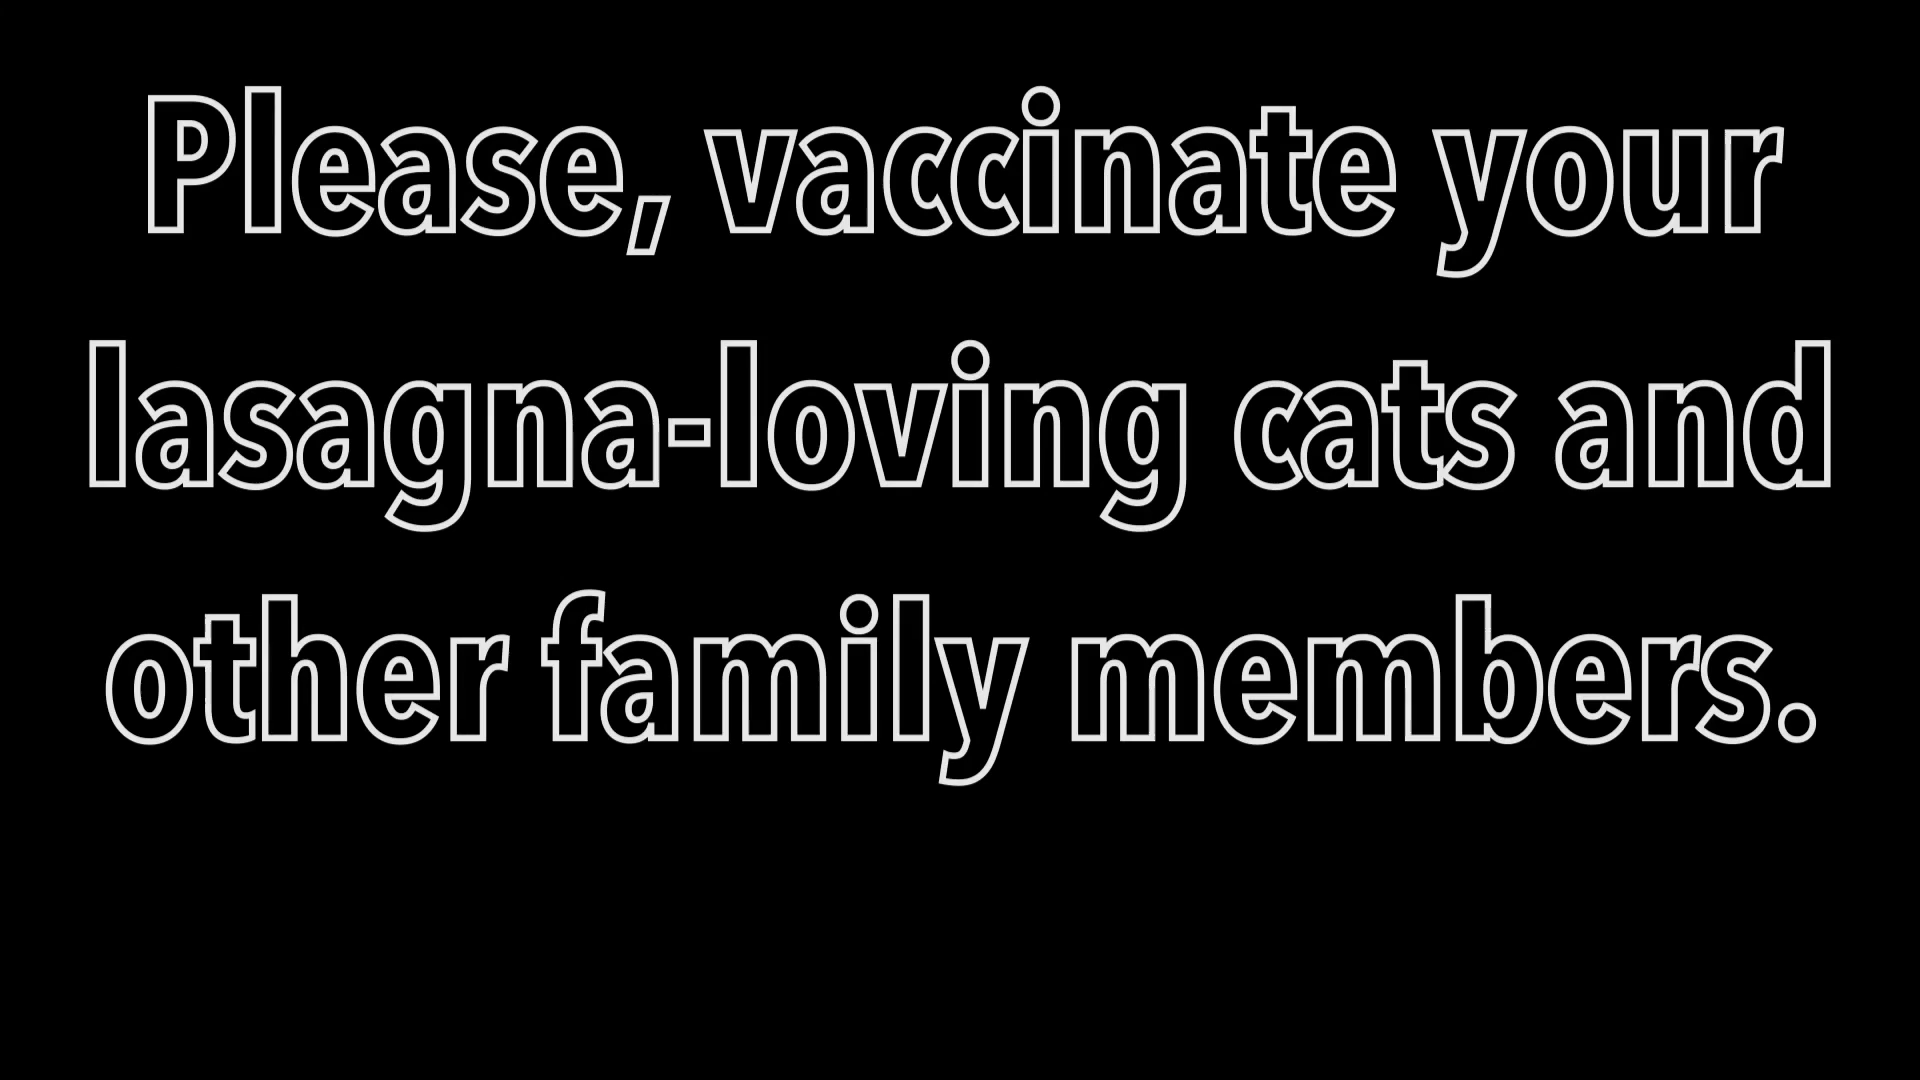 Please, vaccinate your
lasagna-loving cats and
other family members.